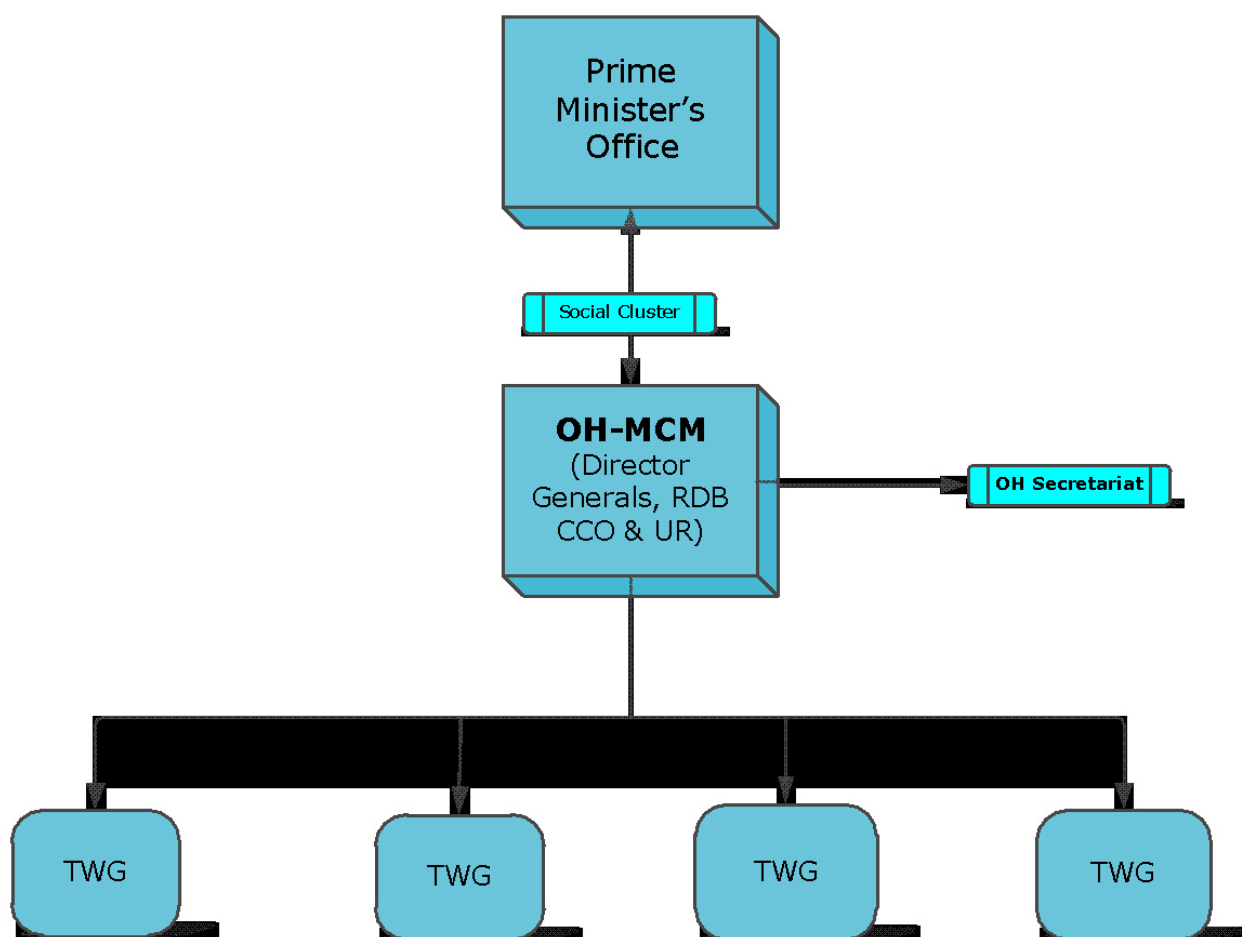 Prime
Minister's
Office
Social Cluster
OH-MCM
(Director
Generals, RDB
CCO & UR)
OH Secretariat
TWG
TWG
TWG
TWG